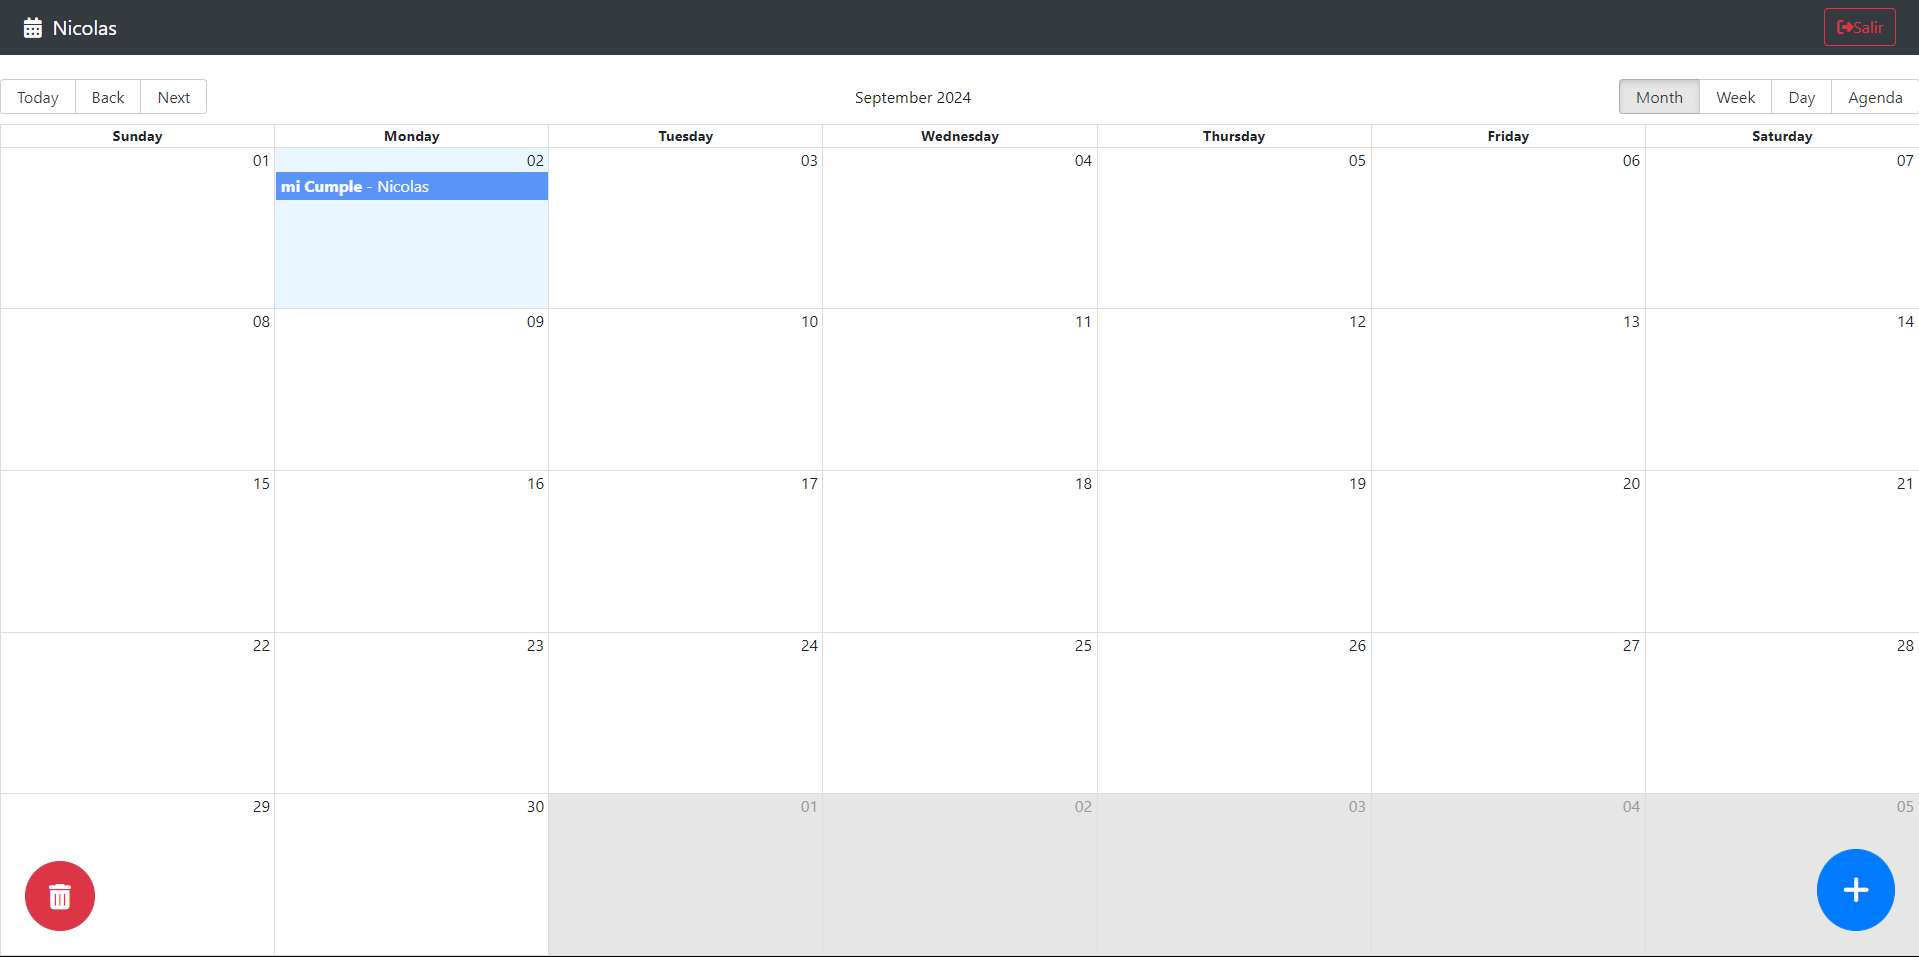 Nicolas
Salir
Today Back Next
September 2024
Month Week Day Agenda
Sunday Monday Tuesday Wednesday Thursday Friday Saturday
01 02 03 04 05 06 07
mi Cumple - Nicolas
08 09 10 11 12 13 14
15 16 17 18 19 20 21
22 23 24 25 26 27 28
29 30 01 02 03 04 05